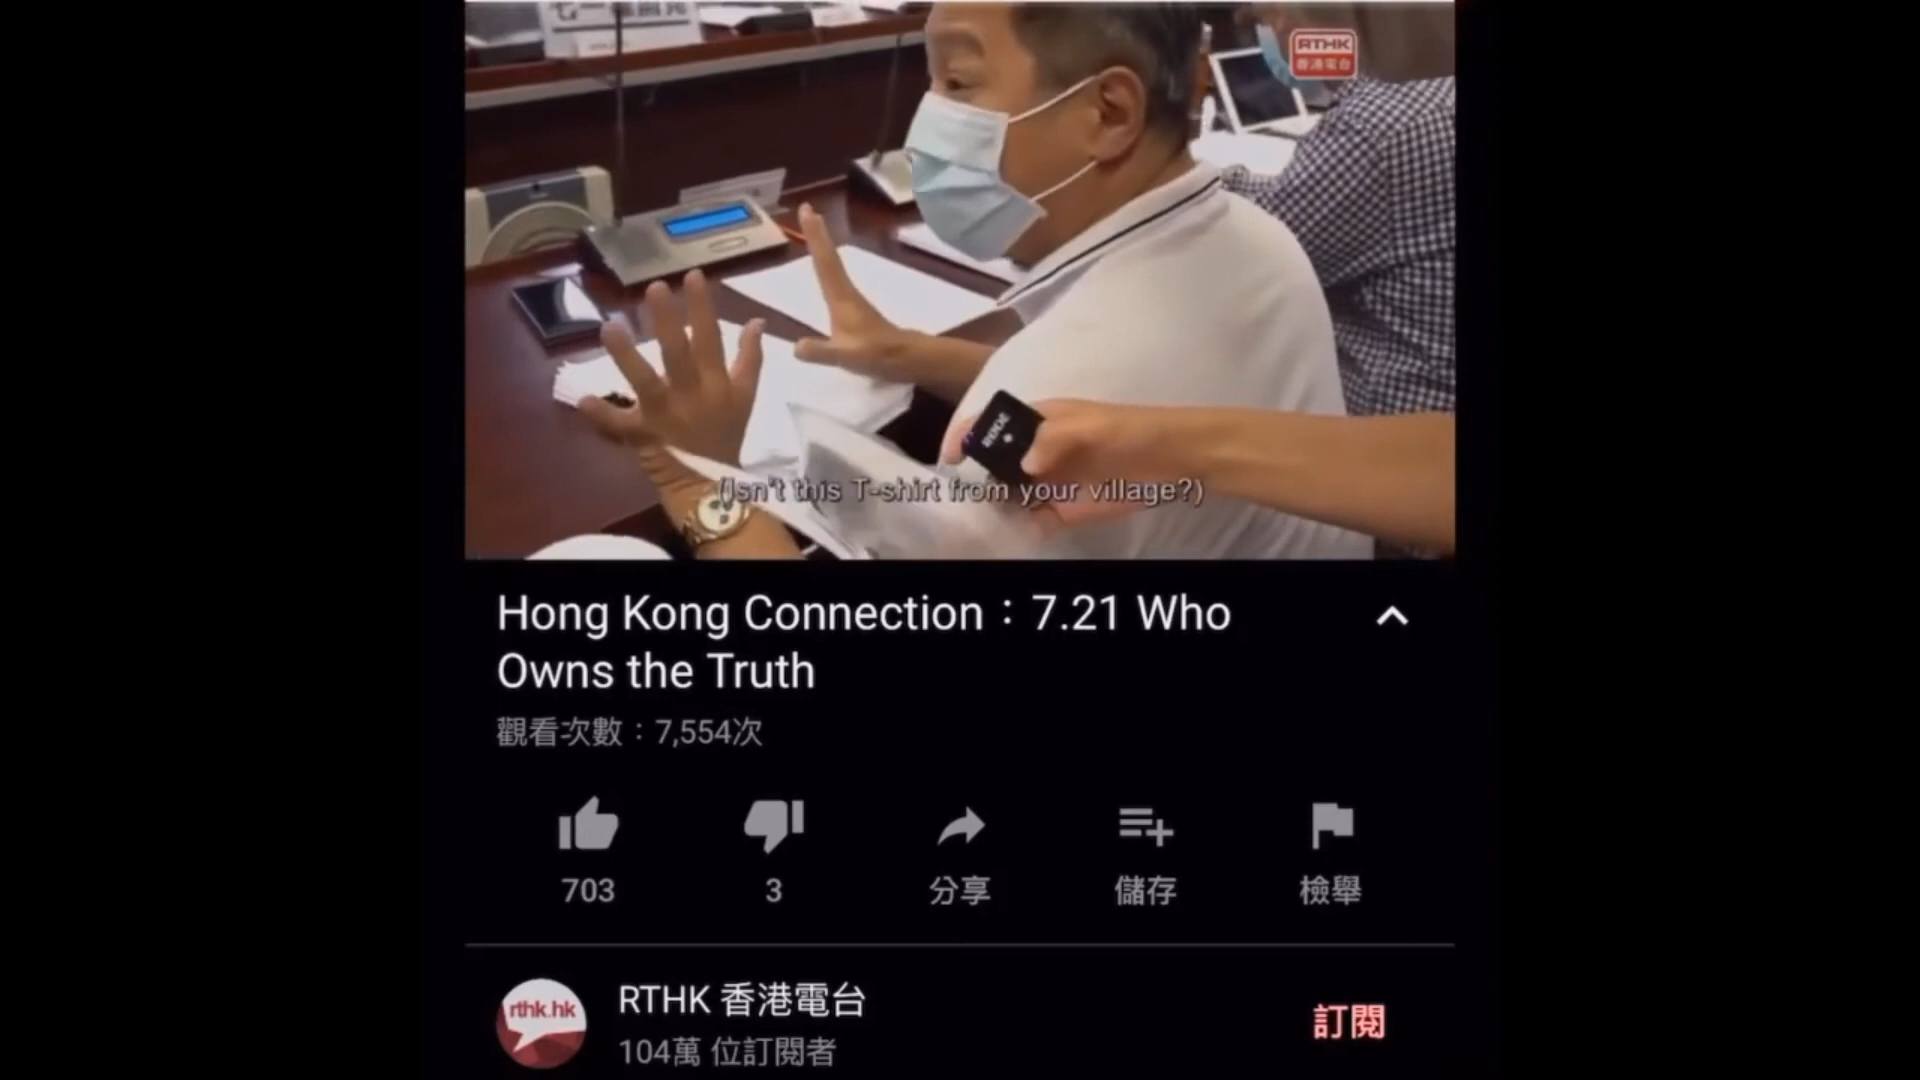 RTHK
香港電台
RØDE
(Isn't this T-shirt from your village?)
Hong Kong Connection：7.21 Who
Owns the Truth
觀看次數：7,554次
703
3
分享
儲存
檢舉
rthk.hk
RTHK 香港電台
104萬 位訂閱者
訂閱